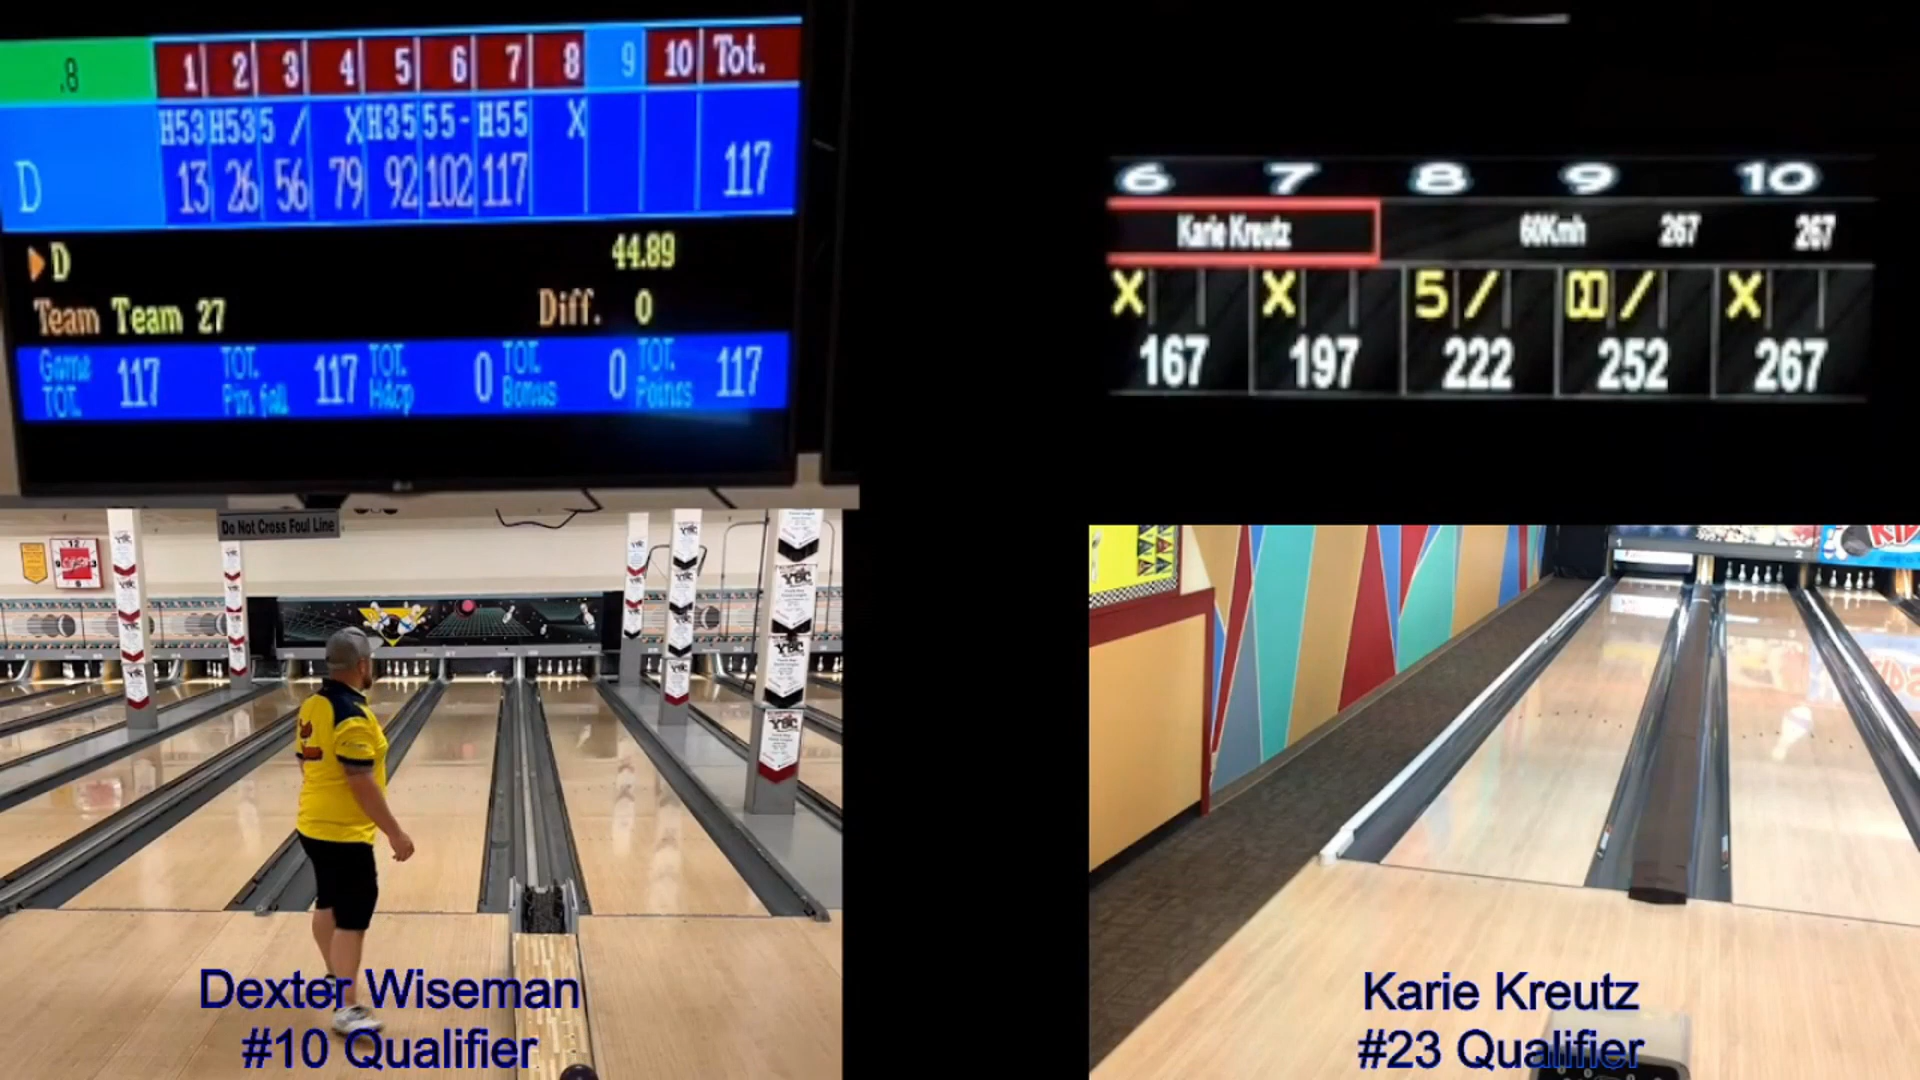 .8 1 2 3 4 5 6 7 8 9 10 Tot.
H53 H53 5 / X H35 55- H55 X
D 13 26 56 79 92 102 117 117
D 44.89
Team Team 27 Diff. 0
Game TOT. 117 TOT. Pin fall 117 TOT. Hdcp 0 TOT. Bonus 0 TOT. Points 117
6 7 8 9 10
Karie Kreutz 60Kmh 267 267
X X 5 / / X
167 197 222 252 267
Do Not Cross Foul Line
YBC
1 2
Dexter Wiseman
#10 Qualifier
Karie Kreutz
#23 Qualifier